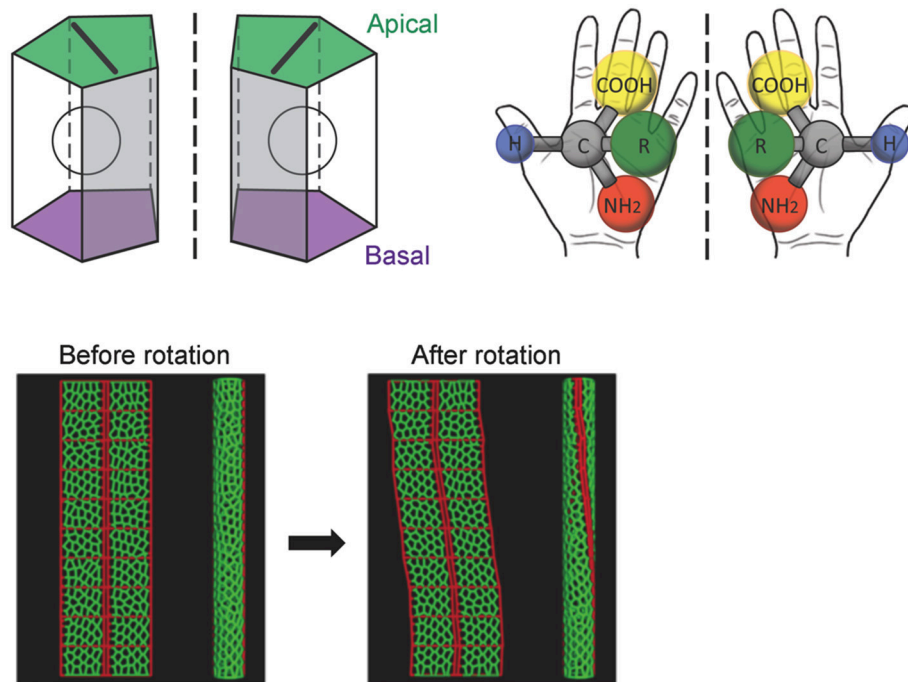 Apical
Basal
COOH
H
C
R
NH2
COOH
R
C
H
NH2
Before rotation
After rotation